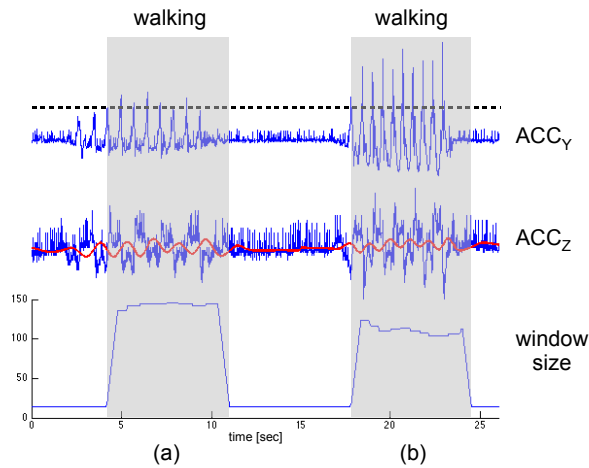 walking walking
ACC_Y
ACC_Z
150
100
50
0
window
size
0 5 10 15 20 25
time [sec]
(a) (b)